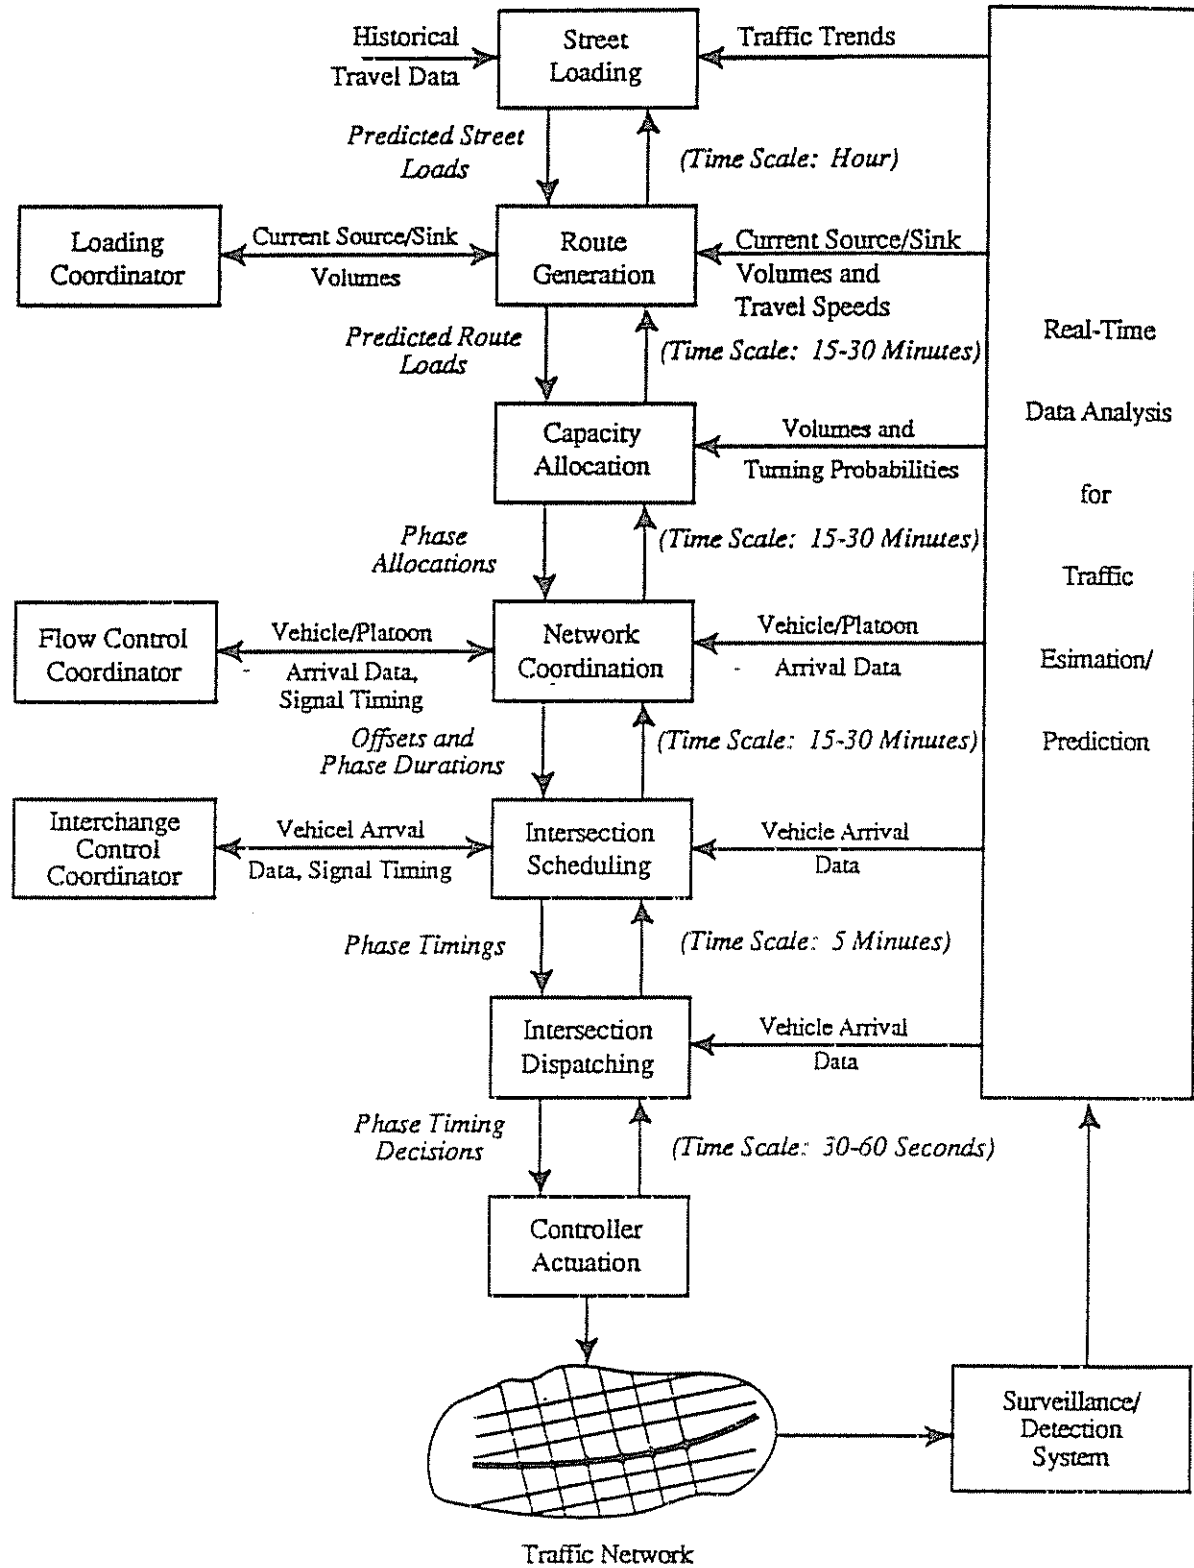 Historical
Travel Data
Street
Loading
Traffic Trends
Predicted Street
Loads
(Time Scale: Hour)
Loading
Coordinator
Current Source/Sink
Volumes
Route
Generation
Current Source/Sink
Volumes and
Travel Speeds
Predicted Route
Loads
(Time Scale: 15-30 Minutes)
Capacity
Allocation
Volumes and
Turning Probabilities
Phase
Allocations
(Time Scale: 15-30 Minutes)
Flow Control
Coordinator
Vehicle/Platoon
Arrival Data,
Signal Timing
Network
Coordination
Vehicle/Platoon
Arrival Data
Offsets and
Phase Durations
(Time Scale: 15-30 Minutes)
Interchange
Control
Coordinator
Vehicel Arrval
Data, Signal Timing
Intersection
Scheduling
Vehicle Arrival
Data
Phase Timings
(Time Scale: 5 Minutes)
Intersection
Dispatching
Vehicle Arrival
Data
Phase Timing
Decisions
(Time Scale: 30-60 Seconds)
Controller
Actuation
Real-Time
Data Analysis
for
Traffic
Esimation/
Prediction
Surveillance/
Detection
System
Traffic Network